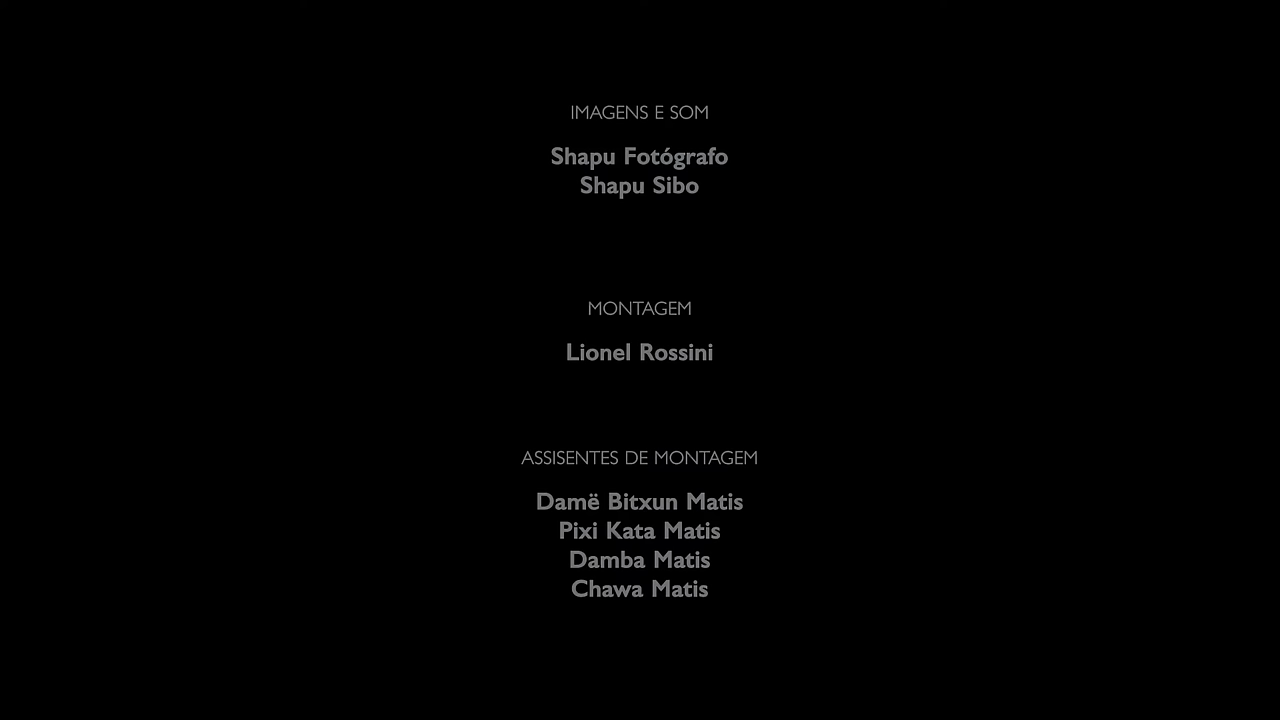 IMAGENS E SOM
Shapu Fotógrafo
Shapu Sibo
MONTAGEM
Lionel Rossini
ASSISENTES DE MONTAGEM
Damë Bitxun Matis
Pixi Kata Matis
Damba Matis
Chawa Matis